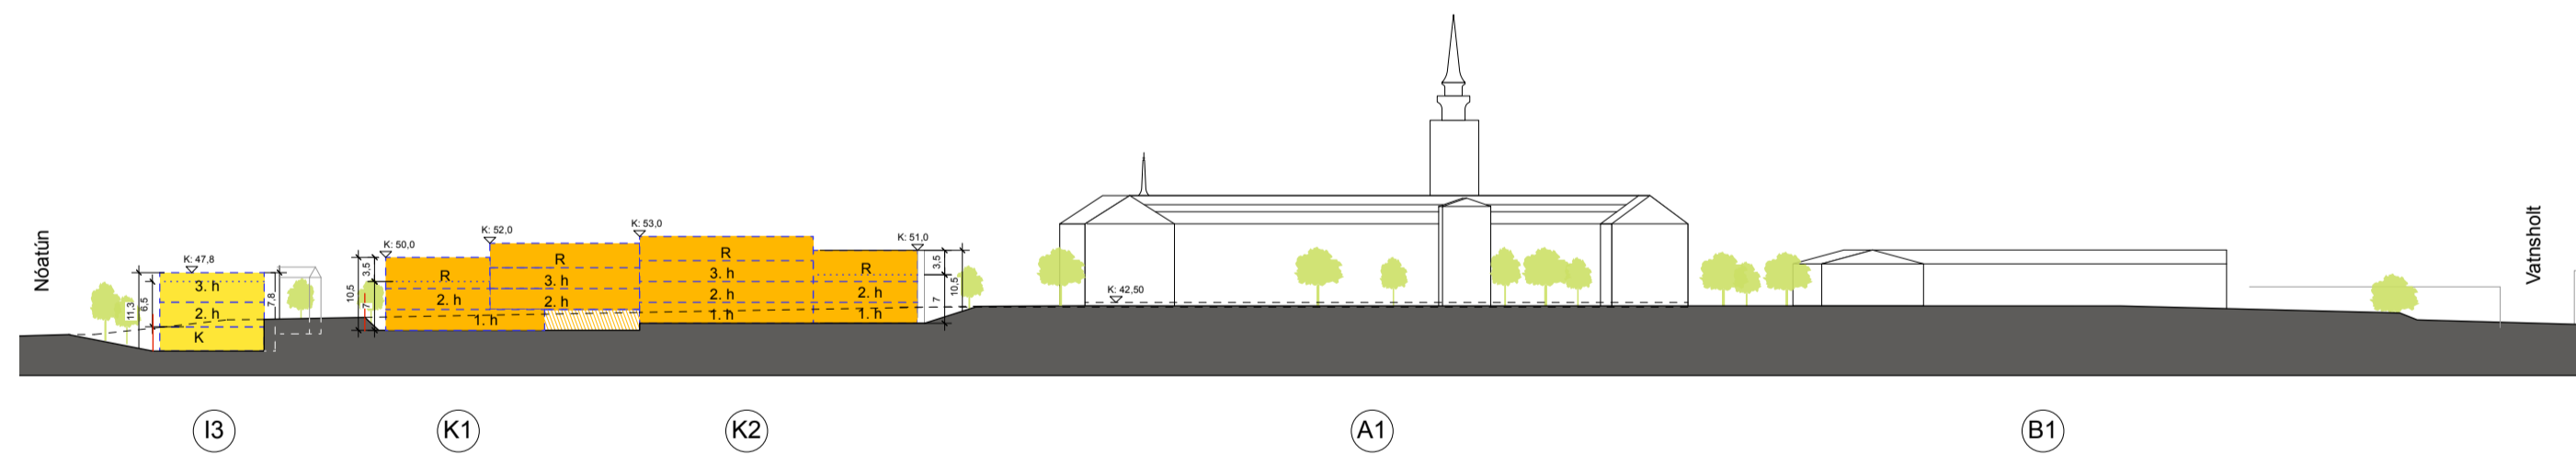 Nóatún
K: 47,8
3. h
2. h
K
11,3
6,5
7,8
K: 50,0
K: 52,0
K: 53,0
K: 51,0
10,5
3,5
7
R
2. h
1. h
R
3. h
2. h
R
3. h
2. h
1. h
R
2. h
1. h
3,5
7
10,5
K: 42,50
Vatnsholt
I3
K1
K2
A1
B1